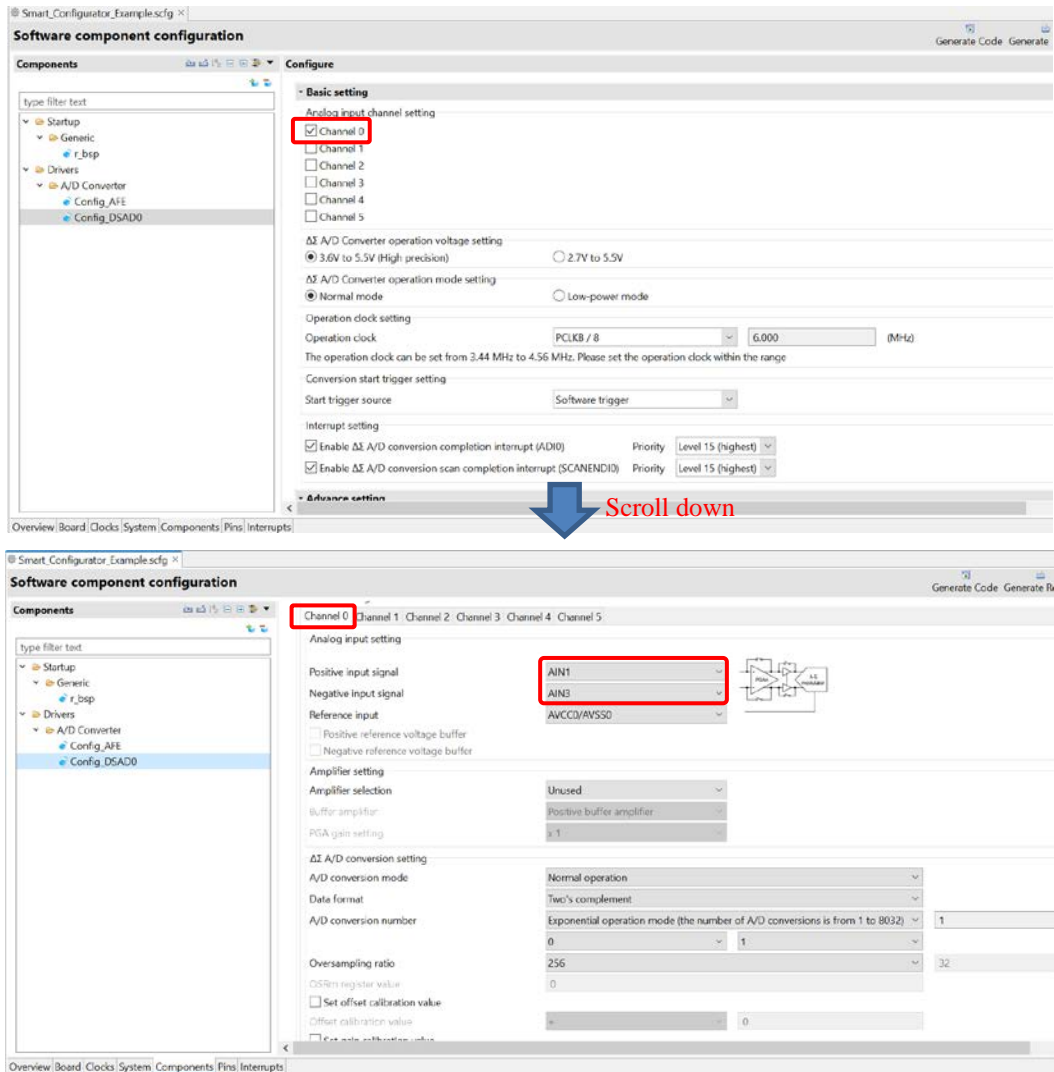 Smart_Configurator_Example.scfg ×
Software component configuration
Generate Code Generate
Components
Configure
type filter text
Startup
Generic
r_bsp
Drivers
A/D Converter
Config_AFE
Config_DSAD0
Basic setting
Analog input channel setting
Channel 0
Channel 1
Channel 2
Channel 3
Channel 4
Channel 5
ΔΣ A/D Converter operation voltage setting
3.6V to 5.5V (High precision) 2.7V to 5.5V
ΔΣ A/D Converter operation mode setting
Normal mode Low-power mode
Operation clock setting
Operation clock PCLKB / 8 6.000 (MHz)
The operation clock can be set from 3.44 MHz to 4.56 MHz. Please set the operation clock within the range
Conversion start trigger setting
Start trigger source Software trigger
Interrupt setting
Enable ΔΣ A/D conversion completion interrupt (ADI0) Priority Level 15 (highest)
Enable ΔΣ A/D conversion scan completion interrupt (SCANENDI0) Priority Level 15 (highest)
Advance setting
Overview Board Clocks System Components Pins Interrupts
Scroll down
Smart_Configurator_Example.scfg ×
Software component configuration
Generate Code Generate Re
Components
type filter text
Startup
Generic
r_bsp
Drivers
A/D Converter
Config_AFE
Config_DSAD0
Channel 0 Channel 1 Channel 2 Channel 3 Channel 4 Channel 5
Analog input setting
Positive input signal AIN1
Negative input signal AIN3
Reference input AVCC0/AVSS0
Positive reference voltage buffer
Negative reference voltage buffer
Amplifier setting
Amplifier selection Unused
Buffer amplifier Positive buffer amplifier
PGA gain setting x 1
ΔΣ A/D conversion setting
A/D conversion mode Normal operation
Data format Two's complement
A/D conversion number Exponential operation mode (the number of A/D conversions is from 1 to 8032) 1
0 1
Oversampling ratio 256 32
OSRm register value 0
Set offset calibration value
Offset calibration value + 0
Set gain calibration value
Overview Board Clocks System Components Pins Interrupts